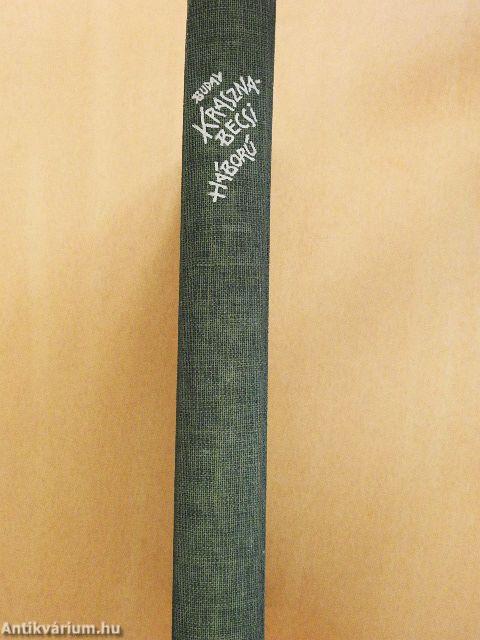 BUDAY
KRASZNA-
BECSI
HÁBORÚ
Antikvárium.hu